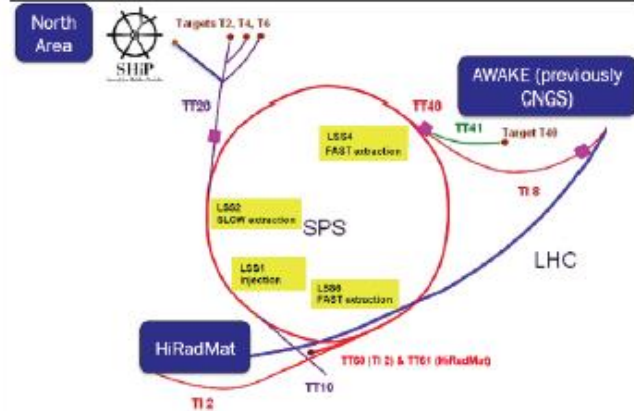 North
Area
SHiP
Targets T2, T4, T6
AWAKE (previously
CNGS)
TT20
TT40
TT41
Target T40
LSS4
FAST extraction
TI 8
LSS2
SLOW extraction
SPS
LHC
LSS1
injection
LSS6
FAST extraction
HiRadMat
TT60 (TI 2) & TT61 (HiRadMat)
TT10
TI 2